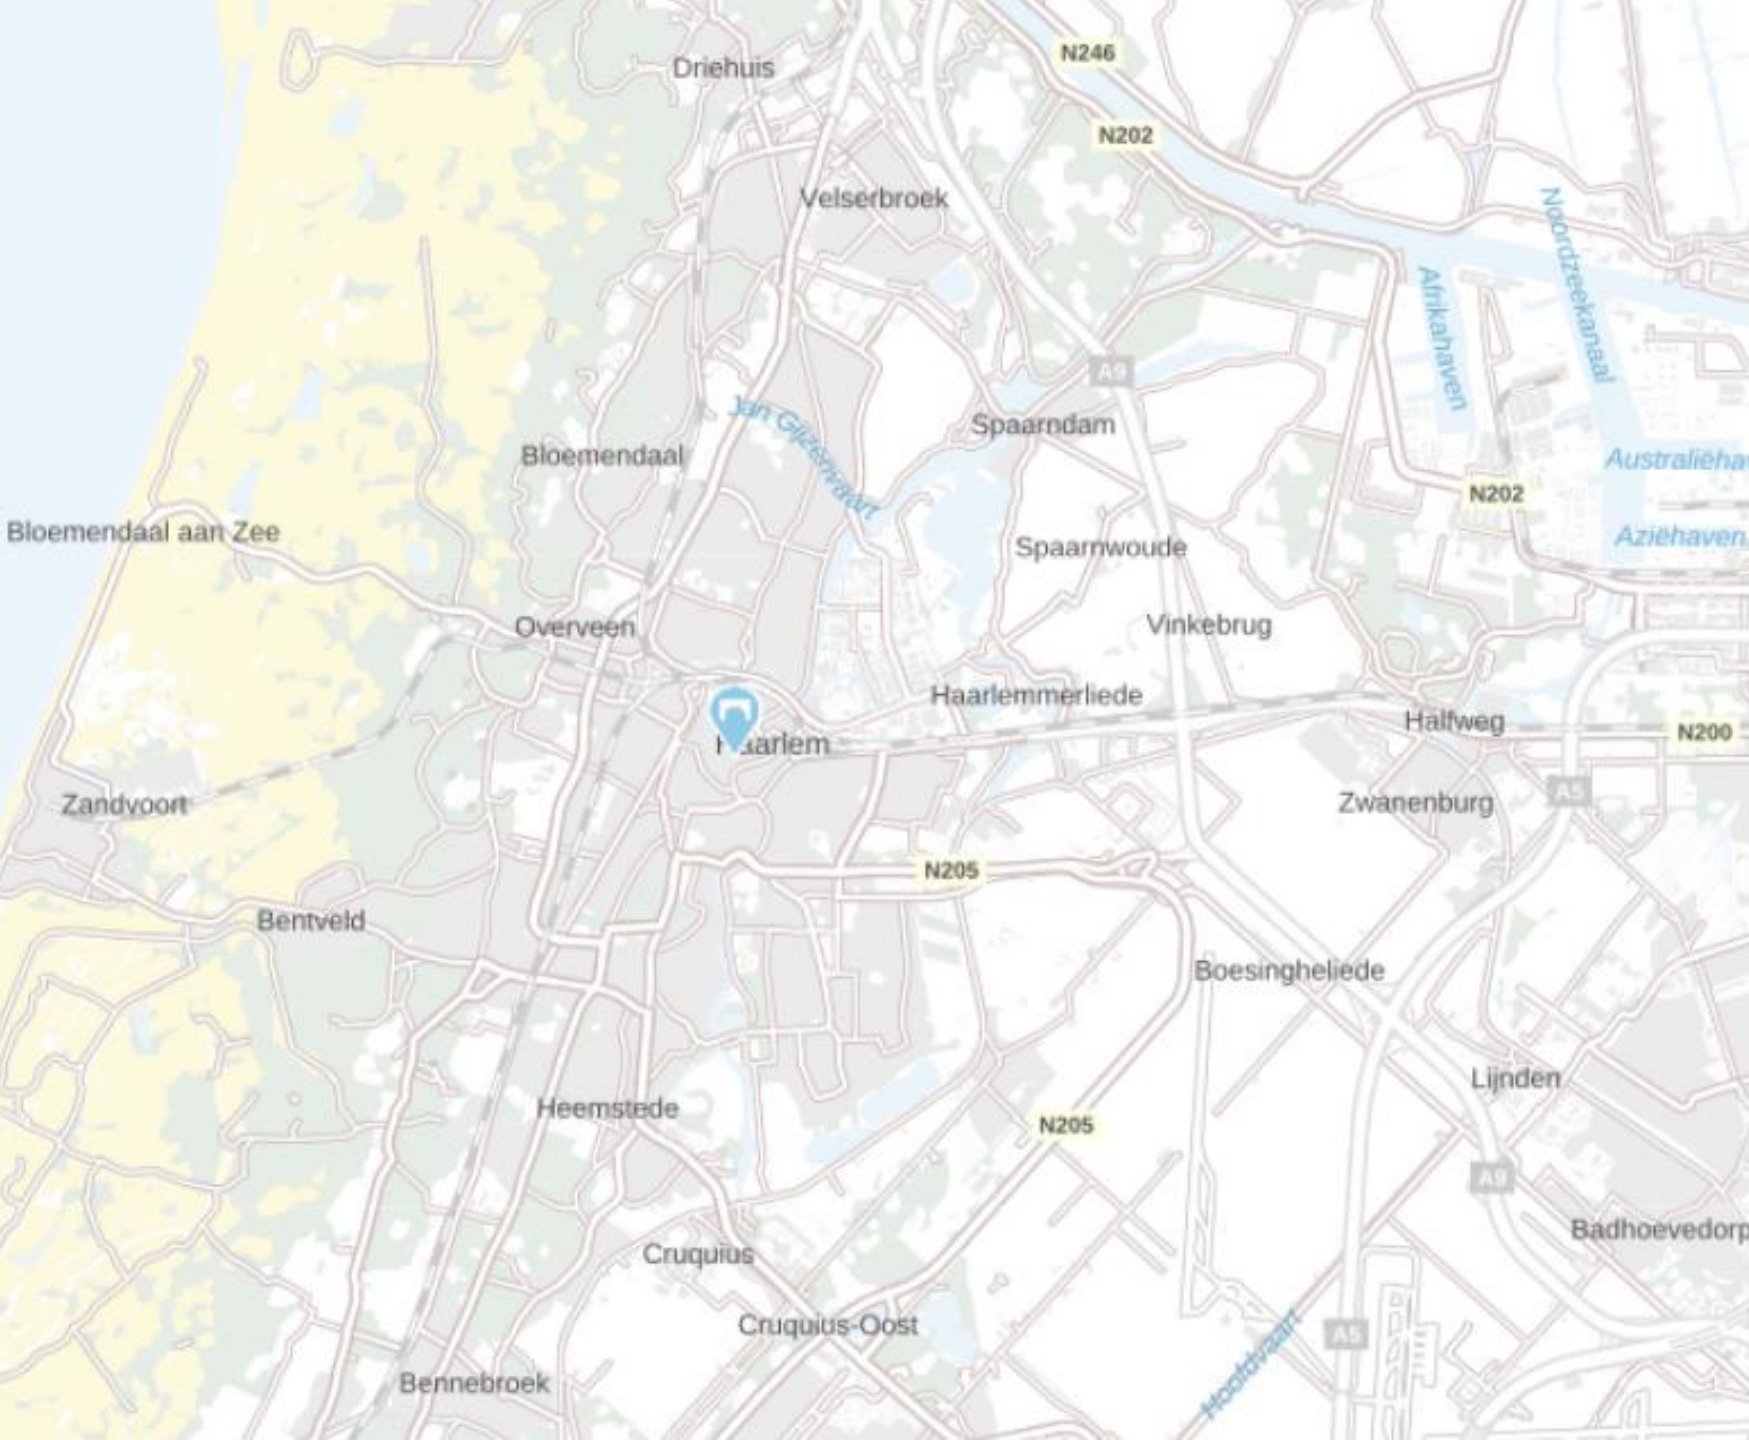 N246
Driehuis
N202
Velserbroek
Noordzeekanaal
Afrikahaven
A9
Jan Gijzenvaart
Spaarndam
Bloemendaal
Australiëha
N202
Bloemendaal aan Zee
Aziëhaven
Spaarnwoude
Overveen
Vinkebrug
Haarlemmerliede
Halfweg
N200
Haarlem
A5
Zandvoort
Zwanenburg
N205
Bentveld
Boesingheliede
Lijnden
Heemstede
N205
A9
Badhoevedorp
Cruquius
Cruquius-Oost
A5
Hoofdvaart
Bennebroek